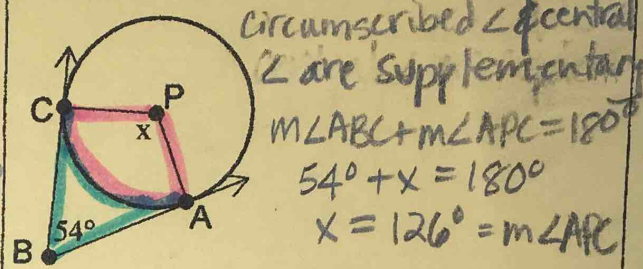 Circumscribed ∠ & central
∠ are supplementary
m∠ABC + m∠APC = 180°
54° + x = 180°
x = 126° = m∠APC
C
P
x
A
54°
B